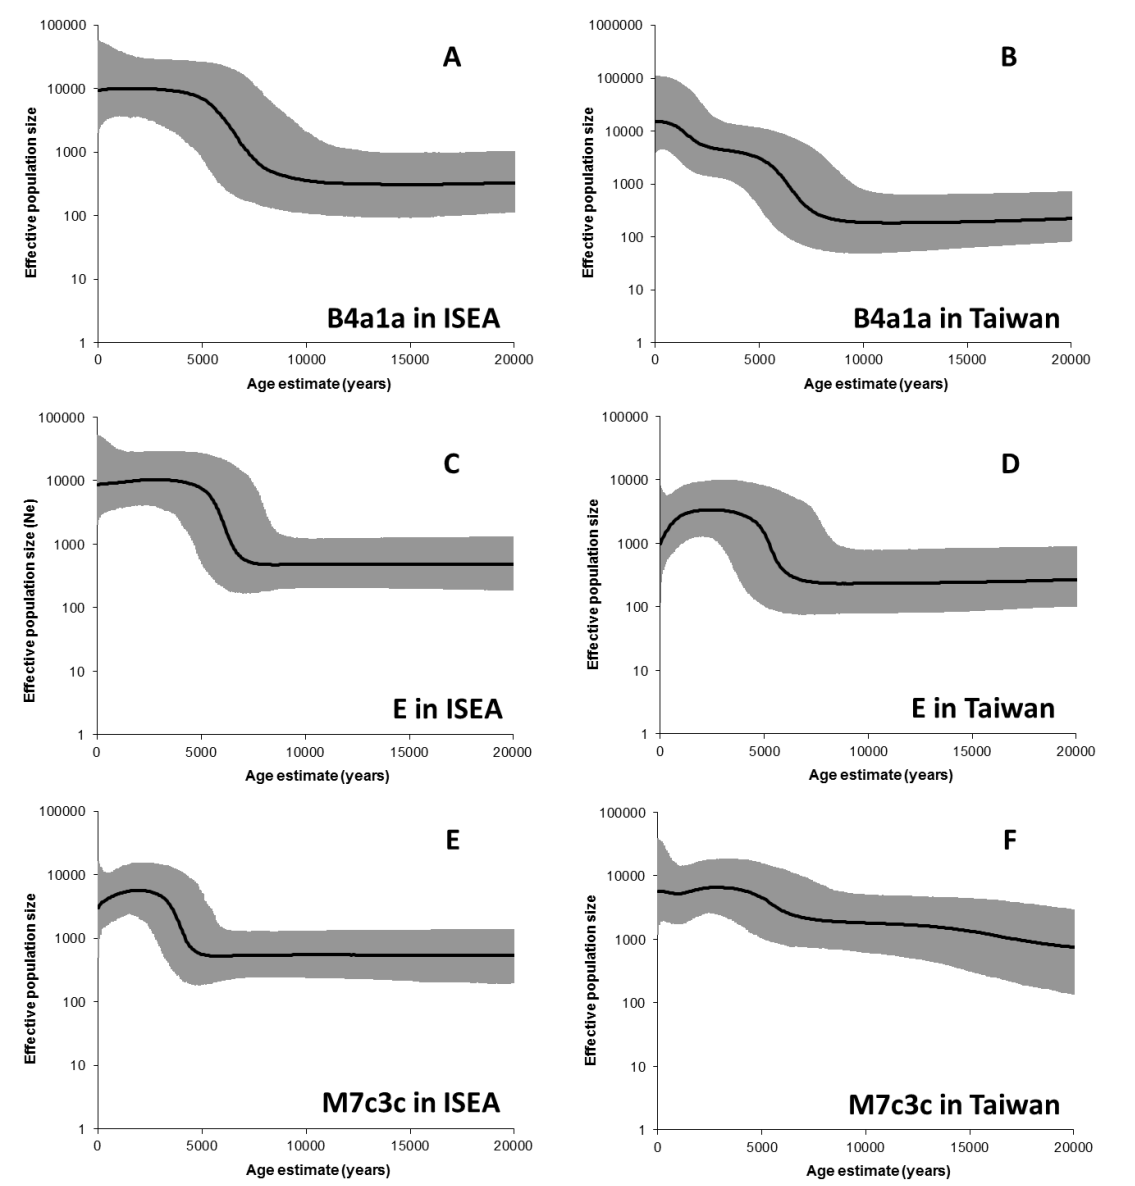 A
100000
10000
1000
100
10
1
Effective population size
B4a1a in ISEA
0 5000 10000 15000 20000
Age estimate (years)
B
1000000
100000
10000
1000
100
10
1
Effective population size
B4a1a in Taiwan
0 5000 10000 15000 20000
Age estimate (years)
C
100000
10000
1000
100
10
1
Effective population size (Ne)
E in ISEA
0 5000 10000 15000 20000
Age estimate (years)
D
100000
10000
1000
100
10
1
Effective population size
E in Taiwan
0 5000 10000 15000 20000
Age estimate (years)
E
100000
10000
1000
100
10
1
Effective population size
M7c3c in ISEA
0 5000 10000 15000 20000
Age estimate (years)
F
100000
10000
1000
100
10
1
Effective population size
M7c3c in Taiwan
0 5000 10000 15000 20000
Age estimate (years)